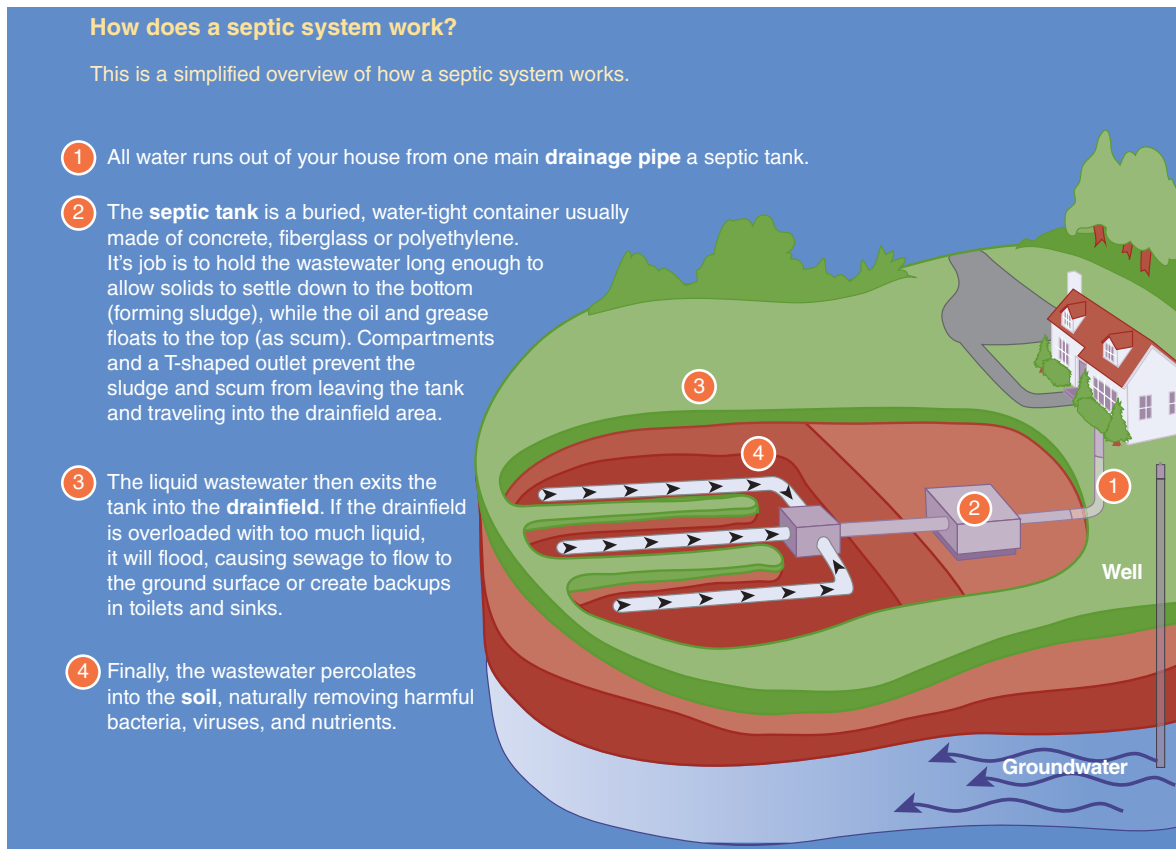 How does a septic system work?
This is a simplified overview of how a septic system works.
1 All water runs out of your house from one main drainage pipe a septic tank.
2 The septic tank is a buried, water-tight container usually
made of concrete, fiberglass or polyethylene.
It's job is to hold the wastewater long enough to
allow solids to settle down to the bottom
(forming sludge), while the oil and grease
floats to the top (as scum). Compartments
and a T-shaped outlet prevent the
sludge and scum from leaving the tank
and traveling into the drainfield area.
3 The liquid wastewater then exits the
tank into the drainfield. If the drainfield
is overloaded with too much liquid,
it will flood, causing sewage to flow to
the ground surface or create backups
in toilets and sinks.
4 Finally, the wastewater percolates
into the soil, naturally removing harmful
bacteria, viruses, and nutrients.
3
4
1
2
Well
Groundwater